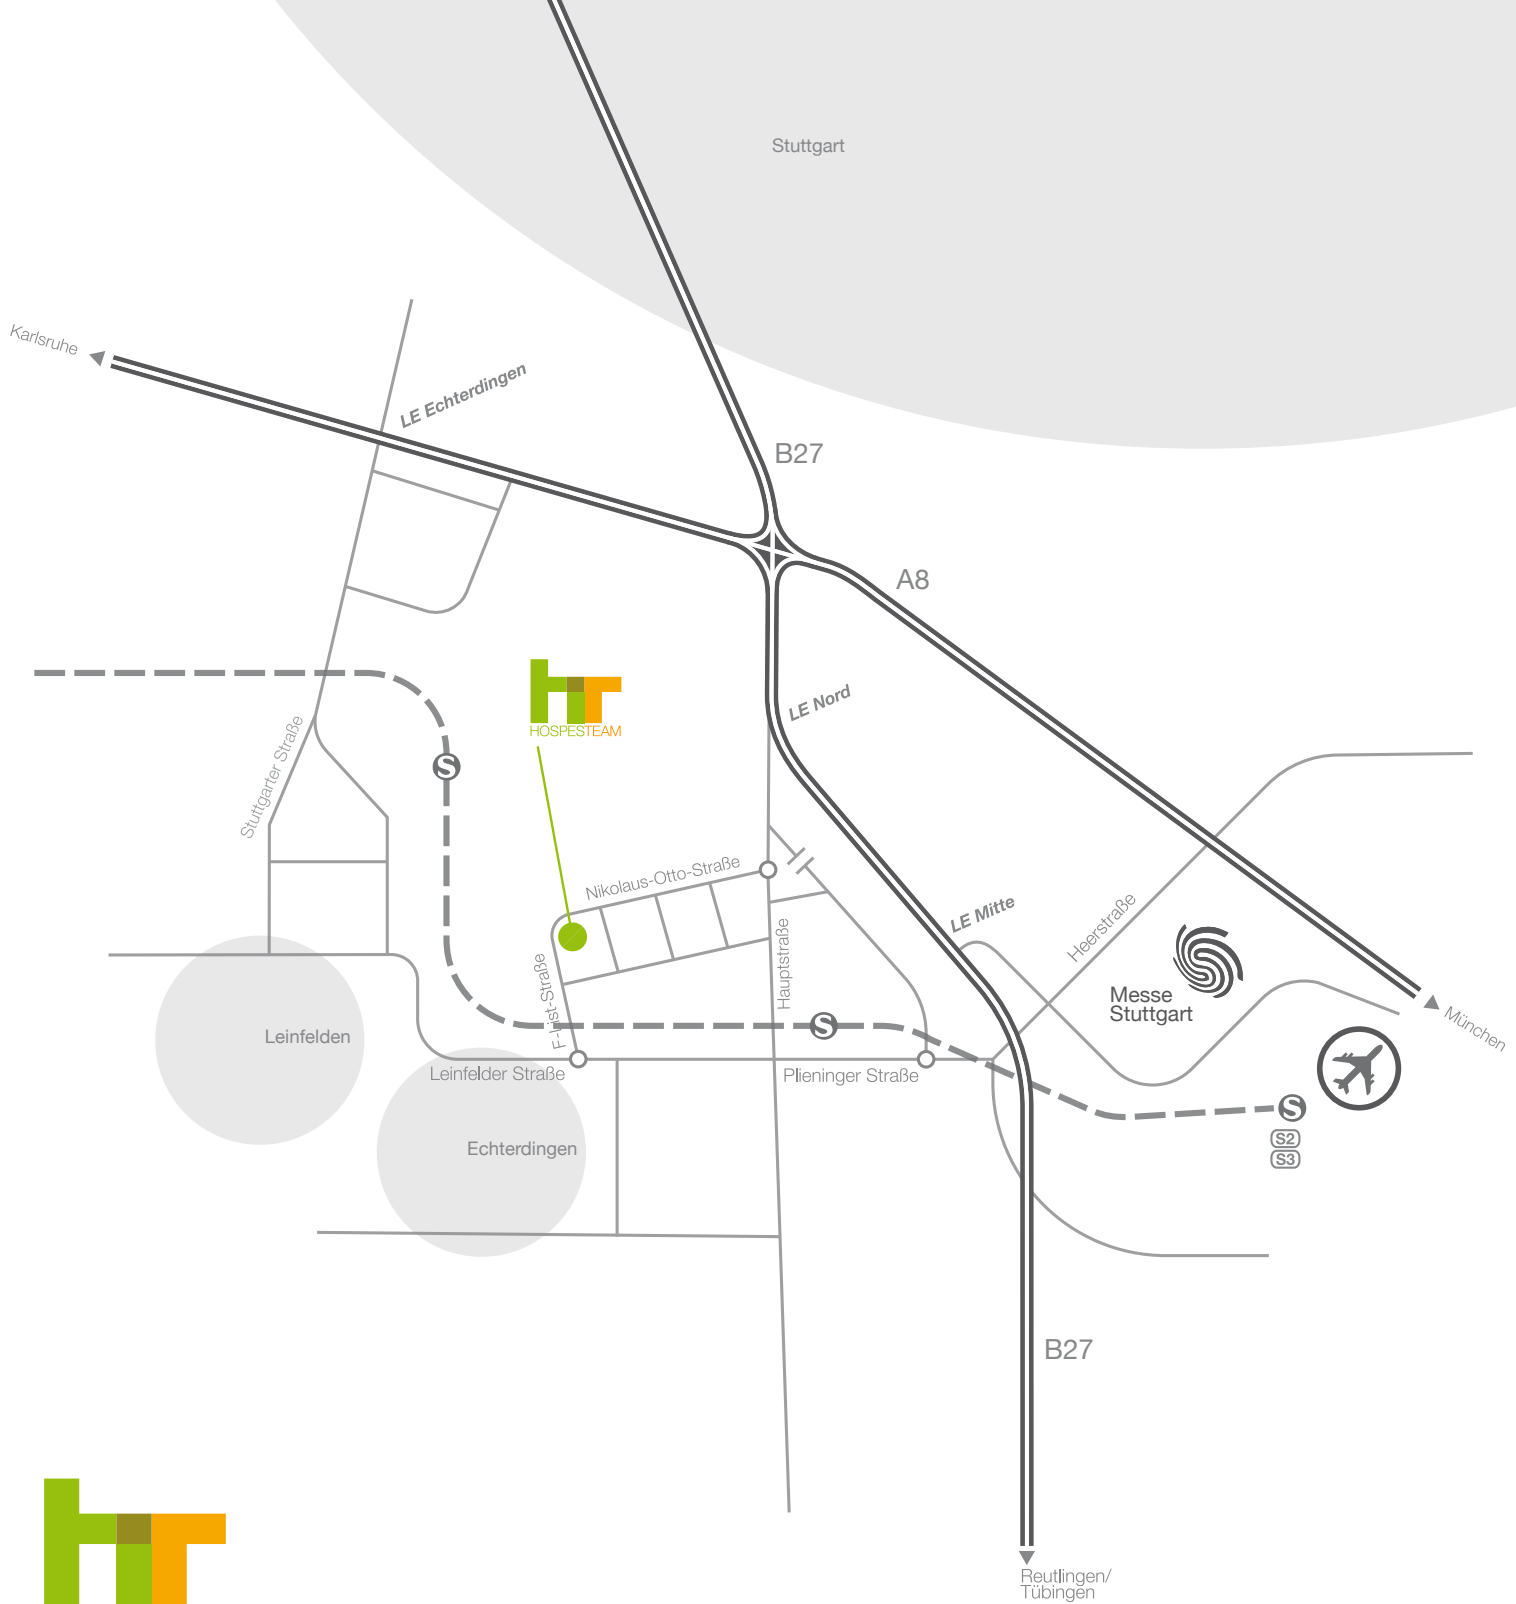 Stuttgart
Karlsruhe
LE Echterdingen
B27
A8
HOSPESTEAM
LE Nord
Stuttgarter Straße
Nikolaus-Otto-Straße
LE Mitte
Heerstraße
Hauptstraße
F-List-Straße
Messe
Stuttgart
München
Leinfelden
Leinfelder Straße
Plieninger Straße
S
S
S
S2
S3
Echterdingen
B27
Reutlingen/
Tübingen